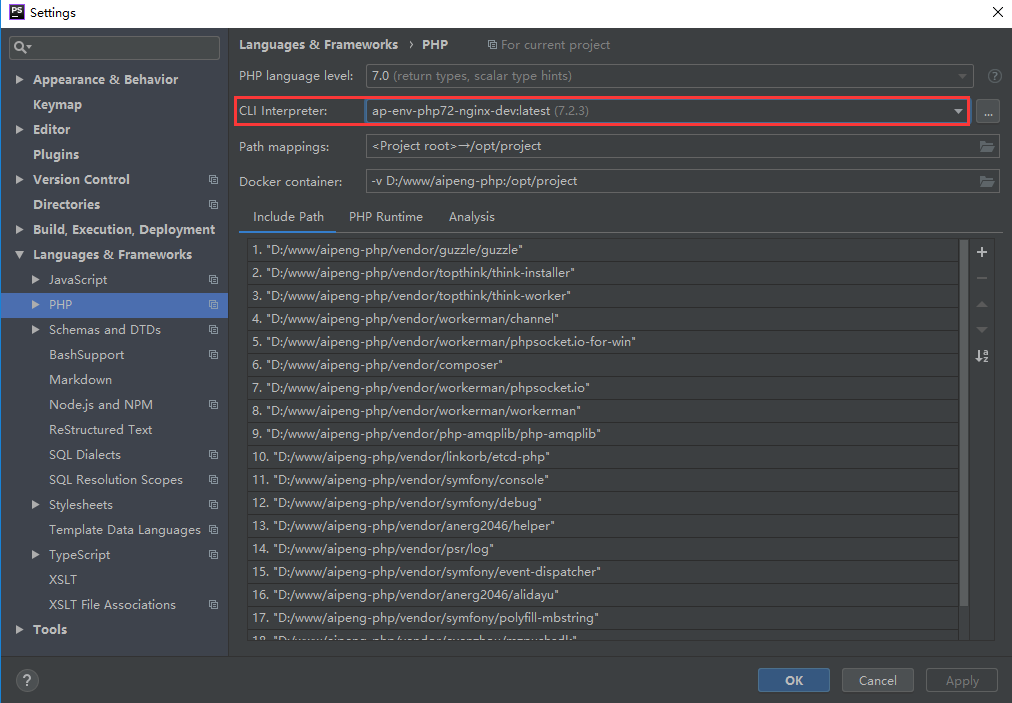 PS Settings
Appearance & Behavior
Keymap
Editor
Plugins
Version Control
Directories
Build, Execution, Deployment
Languages & Frameworks
JavaScript
PHP
Schemas and DTDs
BashSupport
Markdown
Node.js and NPM
ReStructured Text
SQL Dialects
SQL Resolution Scopes
Stylesheets
Template Data Languages
TypeScript
XSLT
XSLT File Associations
Tools
Languages & Frameworks › PHP For current project
PHP language level: 7.0 (return types, scalar type hints) ?
CLI Interpreter: ap-env-php72-nginx-dev:latest (7.2.3) ...
Path mappings: <Project root>→/opt/project
Docker container: -v D:/www/aipeng-php:/opt/project
Include Path PHP Runtime Analysis
1. "D:/www/aipeng-php/vendor/guzzle/guzzle"
2. "D:/www/aipeng-php/vendor/topthink/think-installer"
3. "D:/www/aipeng-php/vendor/topthink/think-worker"
4. "D:/www/aipeng-php/vendor/workerman/channel"
5. "D:/www/aipeng-php/vendor/workerman/phpsocket.io-for-win"
6. "D:/www/aipeng-php/vendor/composer"
7. "D:/www/aipeng-php/vendor/workerman/phpsocket.io"
8. "D:/www/aipeng-php/vendor/workerman/workerman"
9. "D:/www/aipeng-php/vendor/php-amqplib/php-amqplib"
10. "D:/www/aipeng-php/vendor/linkorb/etcd-php"
11. "D:/www/aipeng-php/vendor/symfony/console"
12. "D:/www/aipeng-php/vendor/symfony/debug"
13. "D:/www/aipeng-php/vendor/anerg2046/helper"
14. "D:/www/aipeng-php/vendor/psr/log"
15. "D:/www/aipeng-php/vendor/symfony/event-dispatcher"
16. "D:/www/aipeng-php/vendor/anerg2046/alidayu"
17. "D:/www/aipeng-php/vendor/symfony/polyfill-mbstring"
? OK Cancel Apply